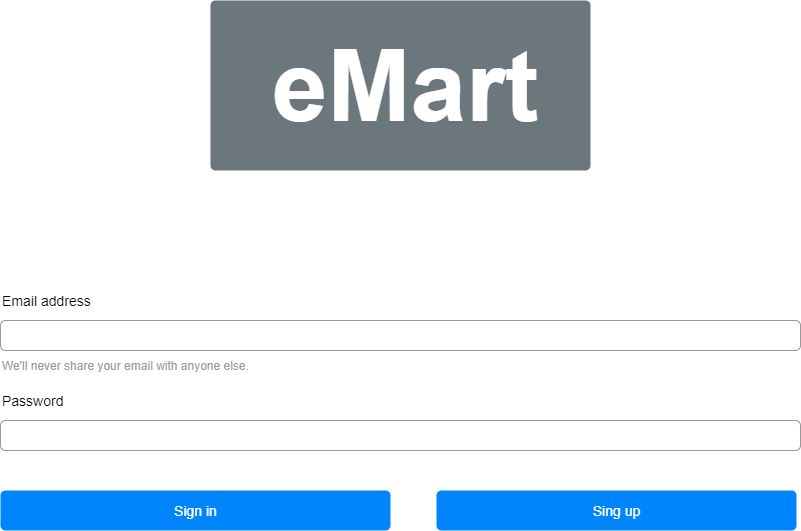 eMart
Email address
We'll never share your email with anyone else.
Password
Sign in
Sing up